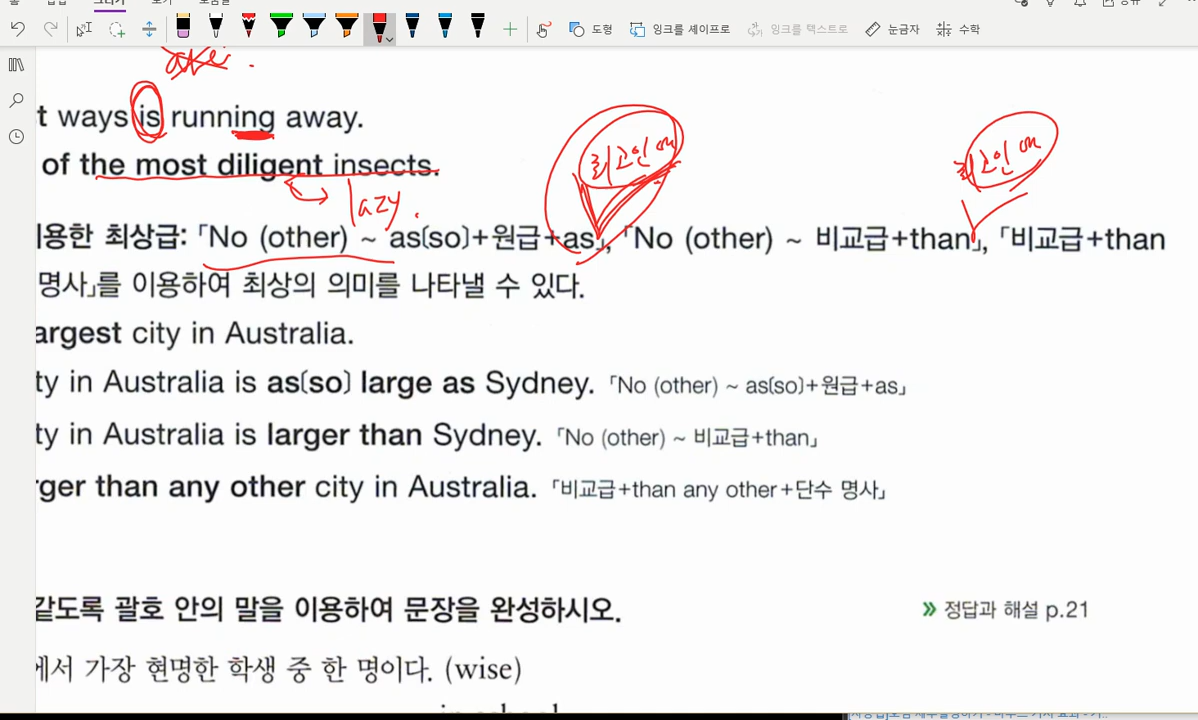 그리기
도형
잉크를 셰이프로
잉크를 텍스트로
눈금자
수학
t ways is running away.
of the most diligent insects.
lazy.
최고인 애
최고인 애
용한 최상급: 「No (other) ~ as(so)+원급+as」, 「No (other) ~ 비교급+than」, 「비교급+than
명사」를 이용하여 최상의 의미를 나타낼 수 있다.
argest city in Australia.
ty in Australia is as(so) large as Sydney. 「No (other) ~ as(so)+원급+as」
ty in Australia is larger than Sydney. 「No (other) ~ 비교급+than」
rger than any other city in Australia. 「비교급+than any other+단수 명사」
같도록 괄호 안의 말을 이용하여 문장을 완성하시오.
» 정답과 해설 p.21
에서 가장 현명한 학생 중 한 명이다. (wise)
in school